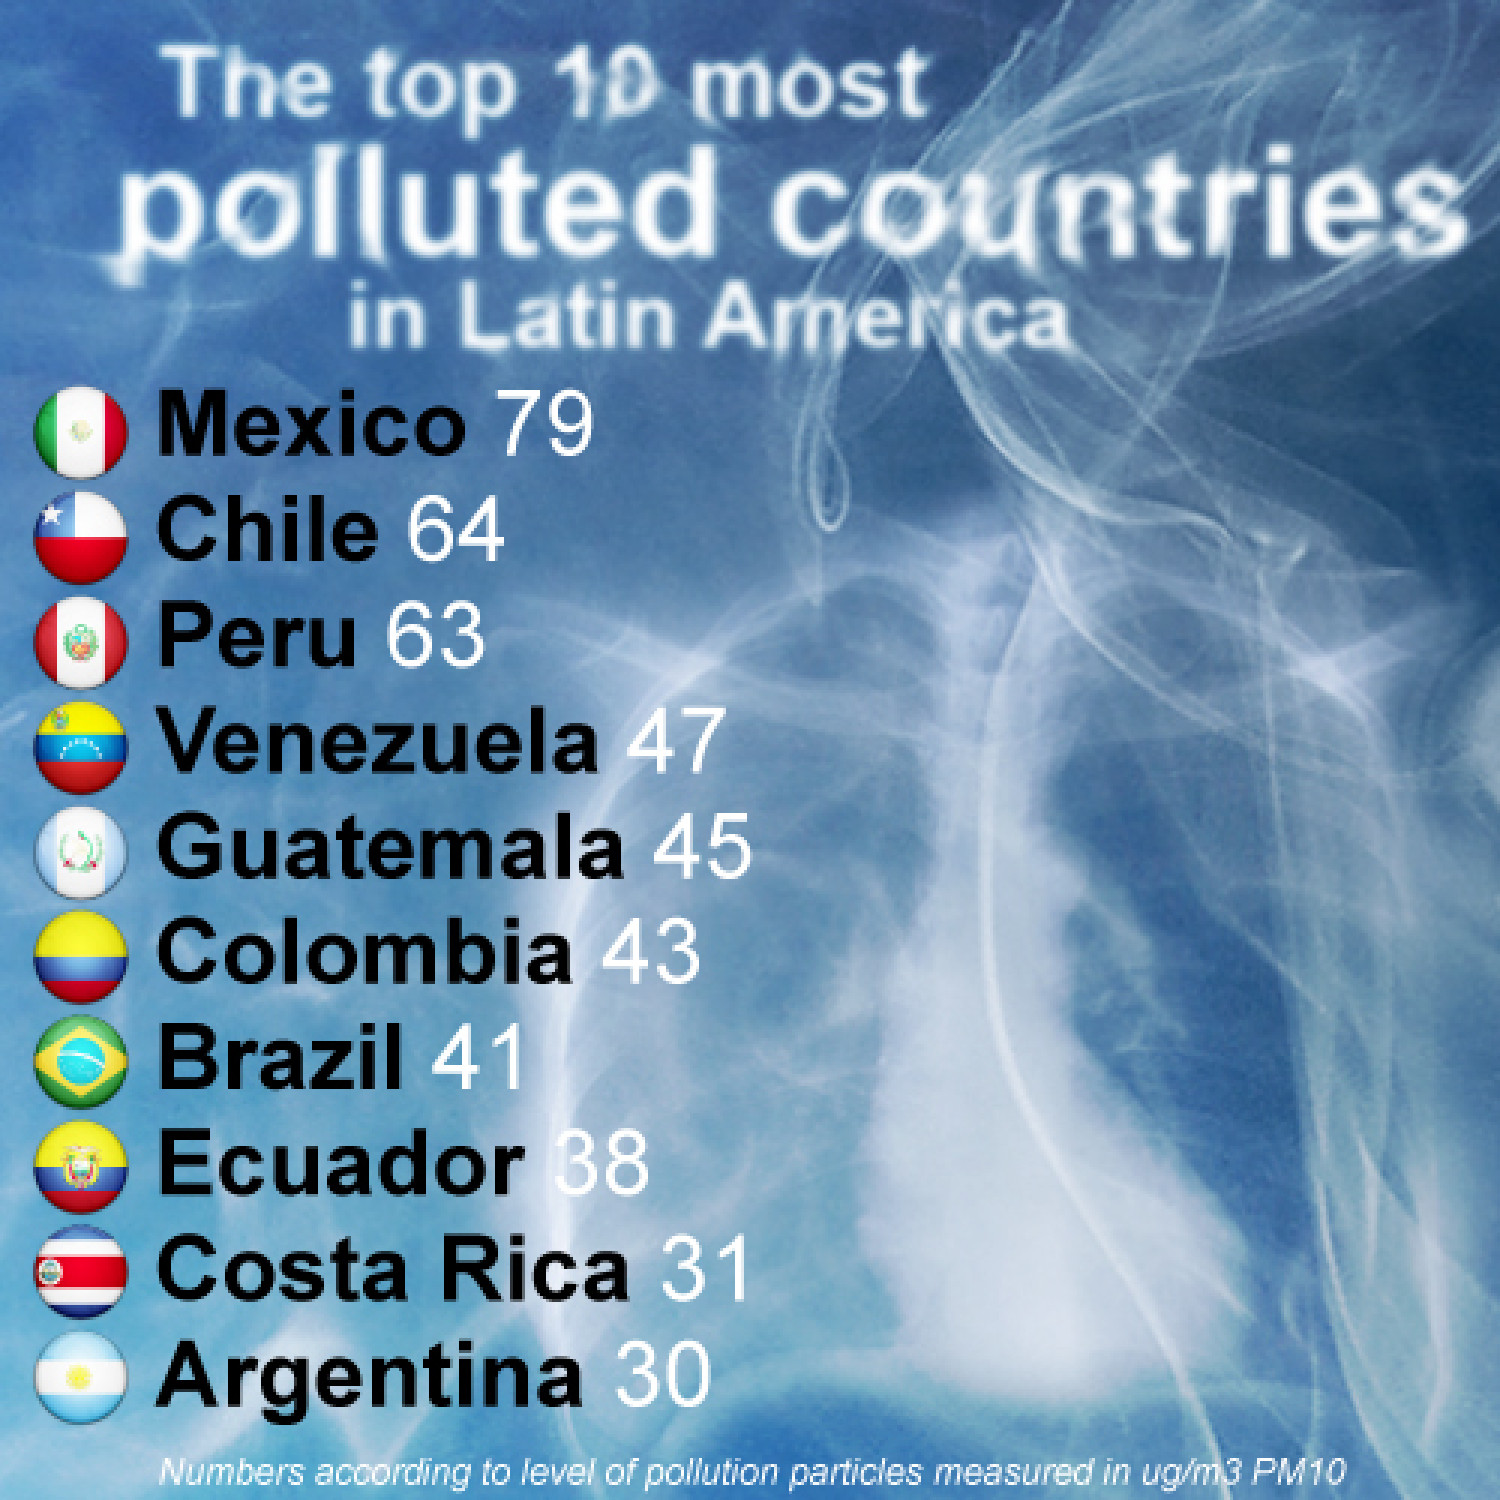 The top 10 most
polluted countries
in Latin America
Mexico 79
Chile 64
Peru 63
Venezuela 47
Guatemala 45
Colombia 43
Brazil 41
Ecuador 38
Costa Rica 31
Argentina 30
Numbers according to level of pollution particles measured in ug/m3 PM10